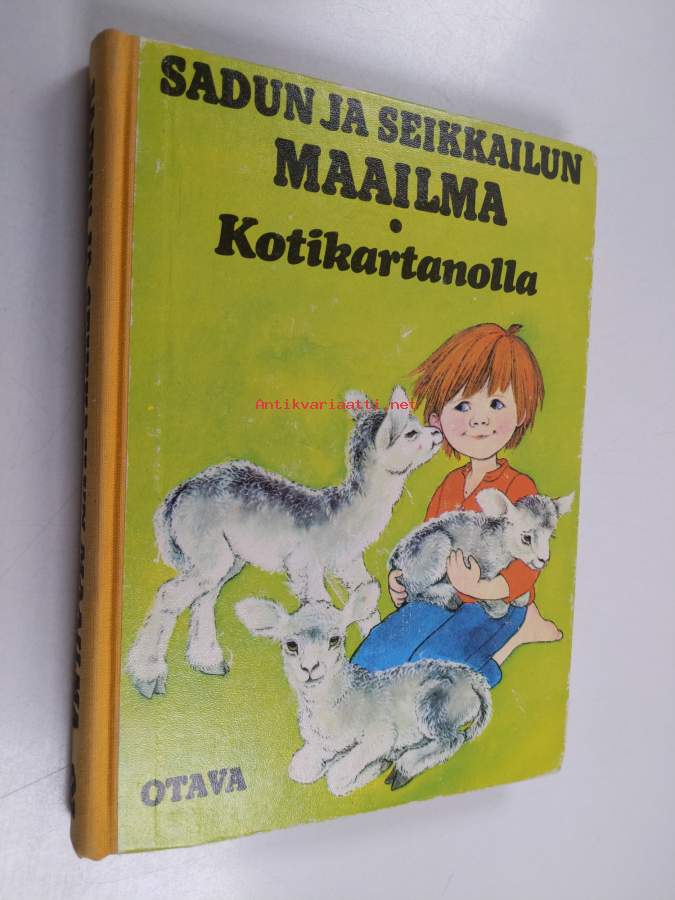 SADUN JA SEIKKAILUN
MAAILMA
•
Kotikartanolla
Antikvariaatti.net
OTAVA